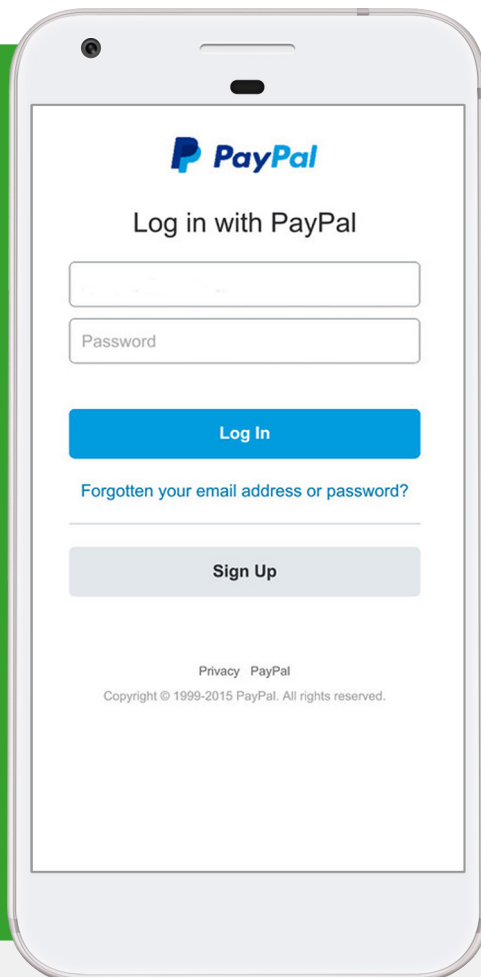 PayPal
Log in with PayPal
Password
Log In
Forgotten your email address or password?
Sign Up
Privacy PayPal
Copyright © 1999-2015 PayPal. All rights reserved.